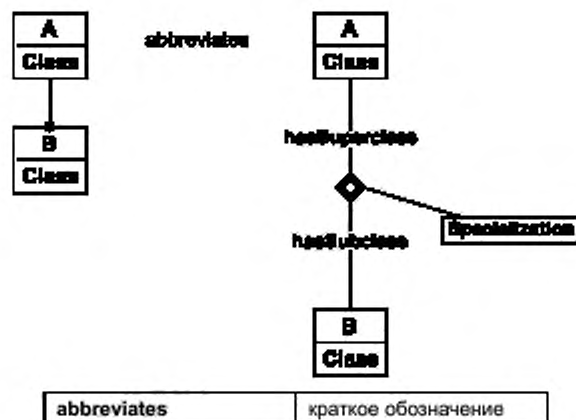 A
Class
abbreviates
A
Class
B
Class
hasSuperclass
Specialization
hasSubclass
B
Class
abbreviates краткое обозначение